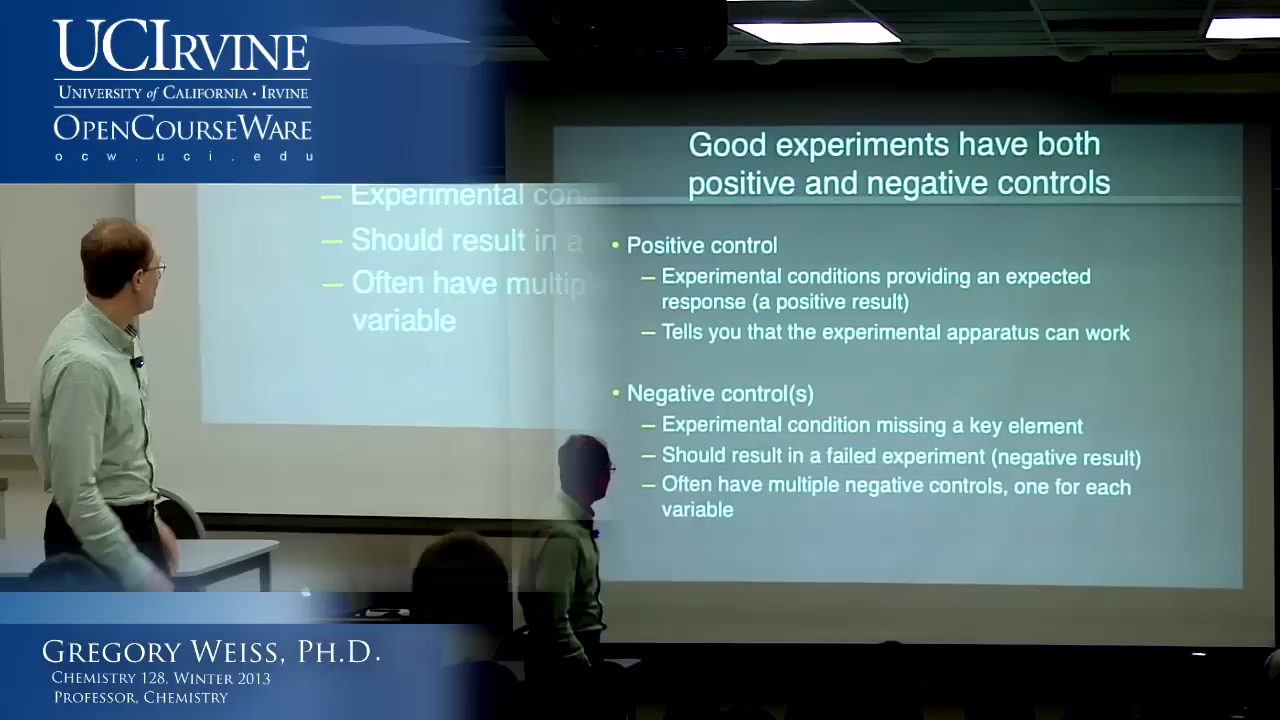 UCIRVINE
UNIVERSITY of CALIFORNIA • IRVINE
OPENCOURSEWARE
ocw.uci.edu
– Experimental con
– Should result in a
– Often have multip
variable
Good experiments have both
positive and negative controls
• Positive control
– Experimental conditions providing an expected
response (a positive result)
– Tells you that the experimental apparatus can work
• Negative control(s)
– Experimental condition missing a key element
– Should result in a failed experiment (negative result)
– Often have multiple negative controls, one for each
variable
GREGORY WEISS, PH.D.
CHEMISTRY 128, WINTER 2013
PROFESSOR, CHEMISTRY